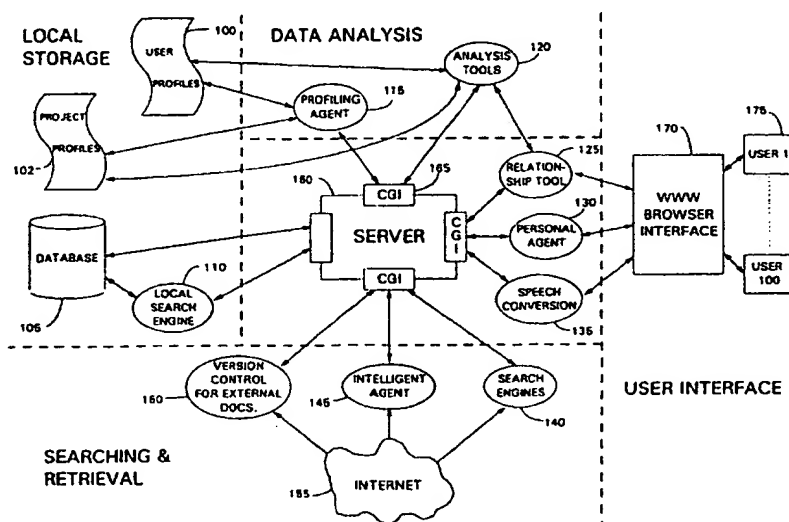 LOCAL
STORAGE
100
USER
PROFILES
DATA ANALYSIS
ANALYSIS
TOOLS
120
PROFILING
AGENT
115
PROJECT
PROFILES
102
160
CGI
165
RELATION-
SHIP TOOL
125
170
175
USER 1
WWW
BROWSER
INTERFACE
USER 100
SERVER
CGI
PERSONAL
AGENT
130
DATABASE
105
110
LOCAL
SEARCH
ENGINE
CGI
SPEECH
CONVERSION
135
VERSION
CONTROL
FOR EXTERNAL
DOCS.
150
INTELLIGENT
AGENT
145
SEARCH
ENGINES
140
USER INTERFACE
SEARCHING &
RETRIEVAL
INTERNET
155